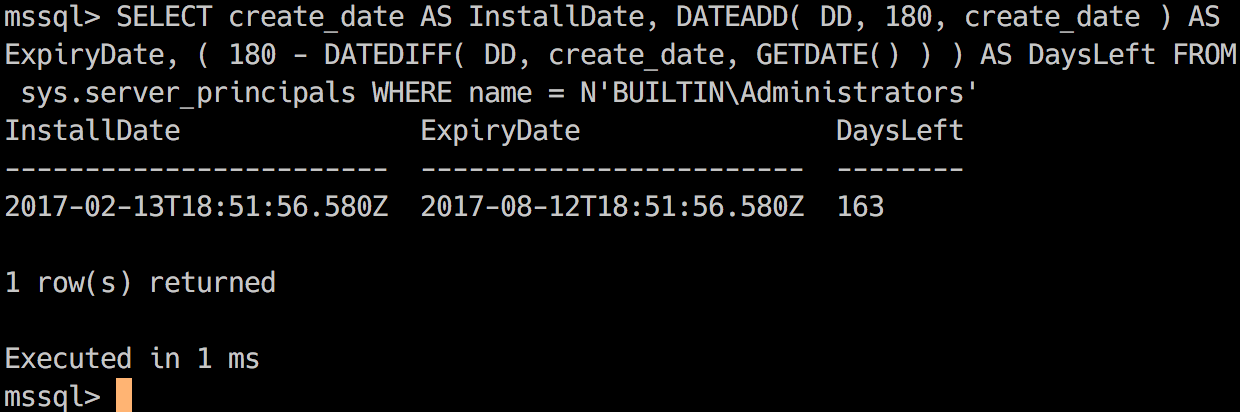 mssql> SELECT create_date AS InstallDate, DATEADD( DD, 180, create_date ) AS
ExpiryDate, ( 180 - DATEDIFF( DD, create_date, GETDATE() ) ) AS DaysLeft FROM
 sys.server_principals WHERE name = N'BUILTIN\Administrators'
InstallDate               ExpiryDate                DaysLeft
------------------------  ------------------------  --------
2017-02-13T18:51:56.580Z  2017-08-12T18:51:56.580Z  163
1 row(s) returned
Executed in 1 ms
mssql>